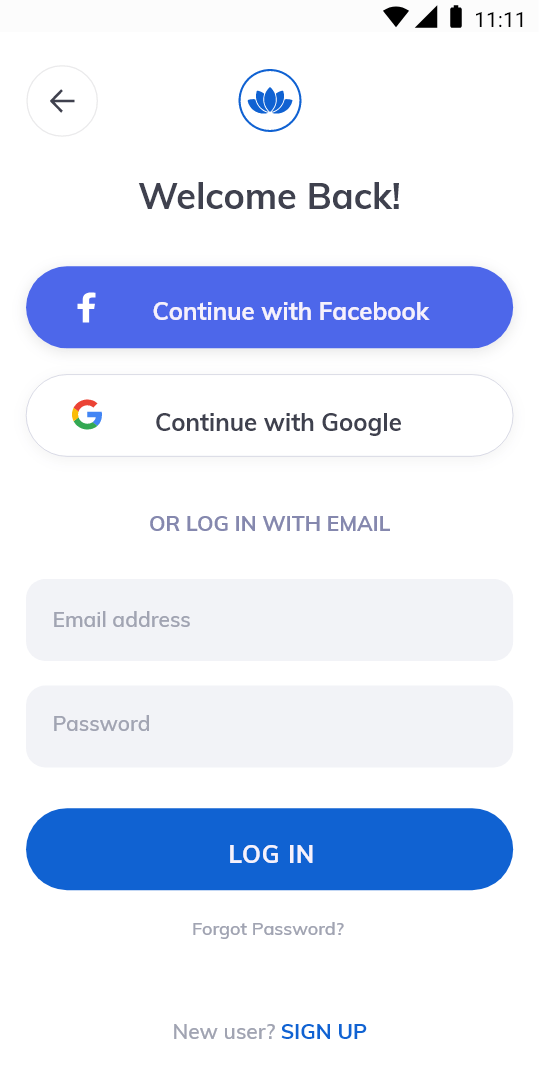 11:11
Welcome Back!
Continue with Facebook
Continue with Google
OR LOG IN WITH EMAIL
Email address
Password
LOG IN
Forgot Password?
New user? SIGN UP